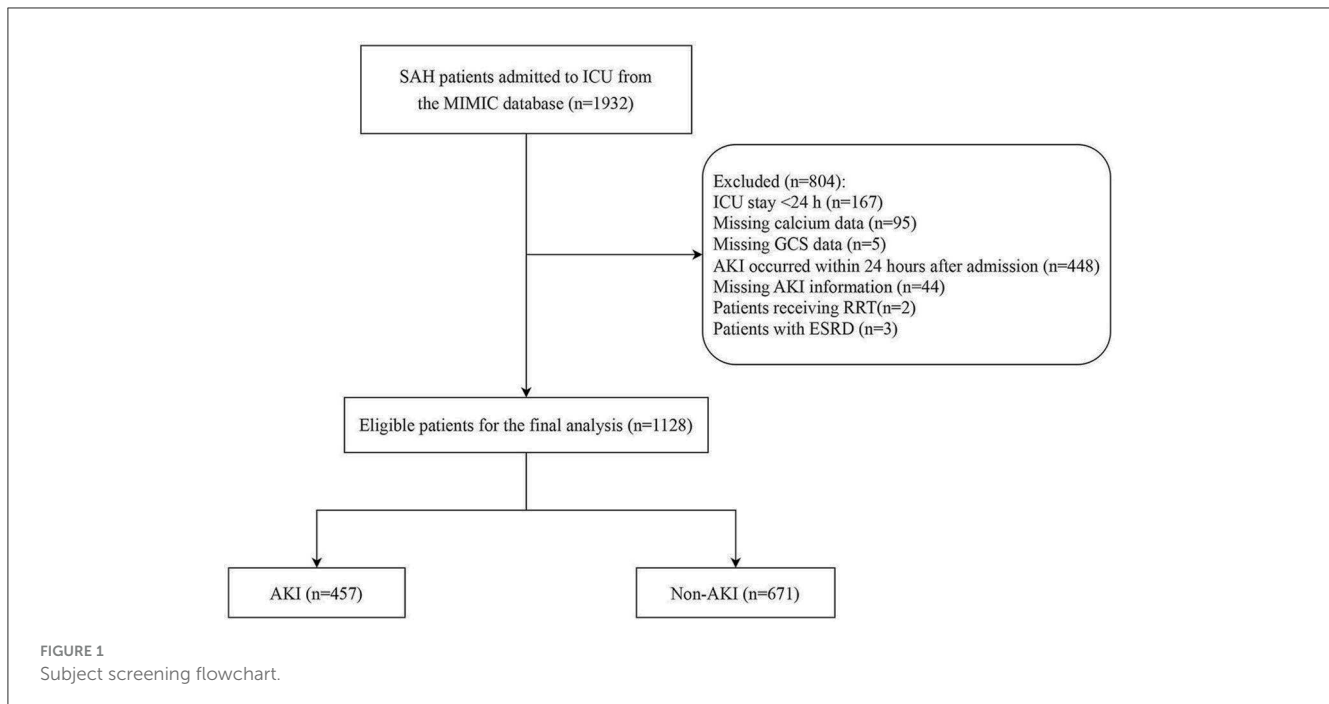 SAH patients admitted to ICU from
the MIMIC database (n=1932)
Excluded (n=804):
ICU stay <24 h (n=167)
Missing calcium data (n=95)
Missing GCS data (n=5)
AKI occurred within 24 hours after admission (n=448)
Missing AKI information (n=44)
Patients receiving RRT(n=2)
Patients with ESRD (n=3)
Eligible patients for the final analysis (n=1128)
AKI (n=457)
Non-AKI (n=671)
FIGURE 1
Subject screening flowchart.